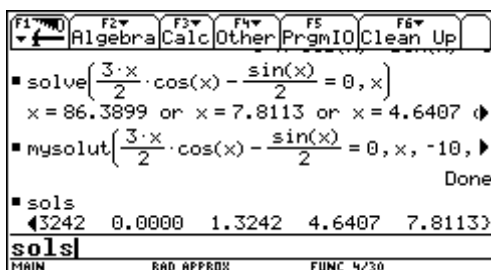 F1 F2 F3 F4 F5 F6
Algebra Calc Other PrgmIO Clean Up
▪ solve(3·x/2·cos(x) − sin(x)/2 = 0, x)
x = 86.3899 or x = 7.8113 or x = 4.6407
▪ mysolut(3·x/2·cos(x) − sin(x)/2 = 0, x, -10, ▶
Done
▪ sols
◀3242 0.0000 1.3242 4.6407 7.8113}
sols
MAIN RAD APPROX FUNC 4/30